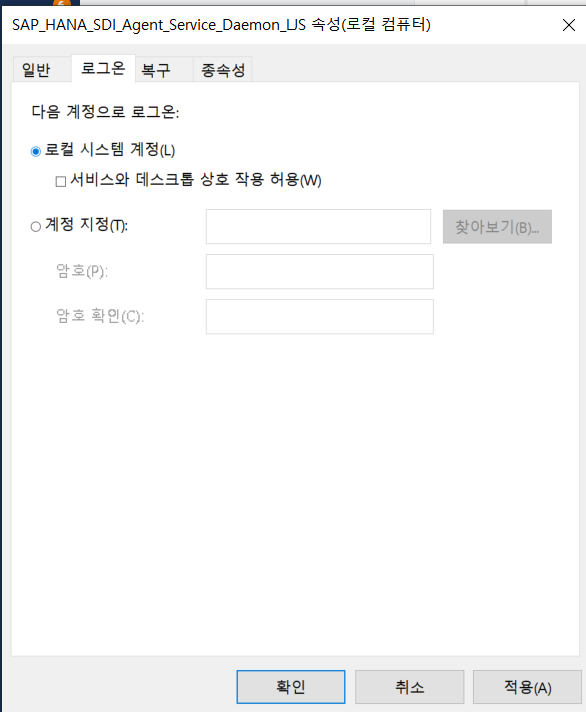 SAP_HANA_SDI_Agent_Service_Daemon_LJS 속성(로컬 컴퓨터)
일반 로그온 복구 종속성
다음 계정으로 로그온:
로컬 시스템 계정(L)
서비스와 데스크톱 상호 작용 허용(W)
계정 지정(T): 찾아보기(B)...
암호(P):
암호 확인(C):
확인 취소 적용(A)